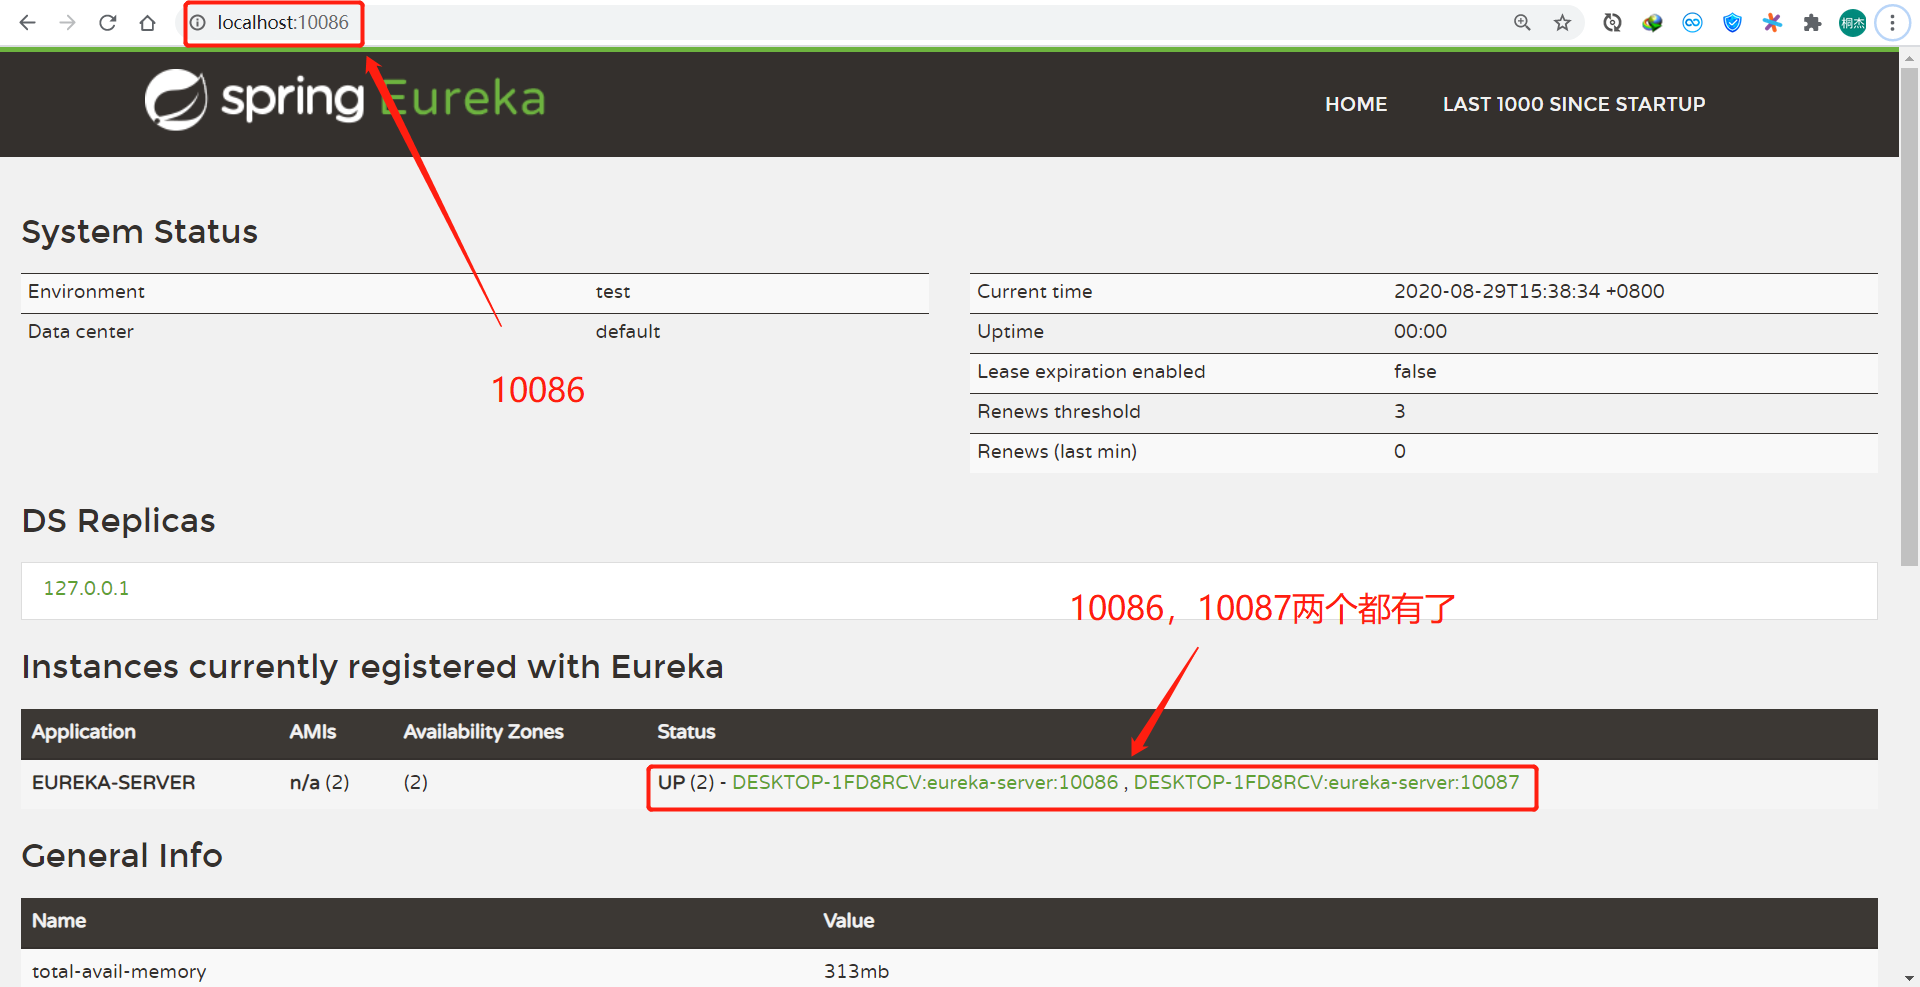 localhost:10086
桐杰
spring Eureka
HOME LAST 1000 SINCE STARTUP
System Status
Environment test
Data center default
Current time 2020-08-29T15:38:34 +0800
Uptime 00:00
Lease expiration enabled false
Renews threshold 3
Renews (last min) 0
10086
DS Replicas
127.0.0.1
10086，10087两个都有了
Instances currently registered with Eureka
Application AMIs Availability Zones Status
EUREKA-SERVER n/a (2) (2) UP (2) - DESKTOP-1FD8RCV:eureka-server:10086 , DESKTOP-1FD8RCV:eureka-server:10087
General Info
Name Value
total-avail-memory 313mb